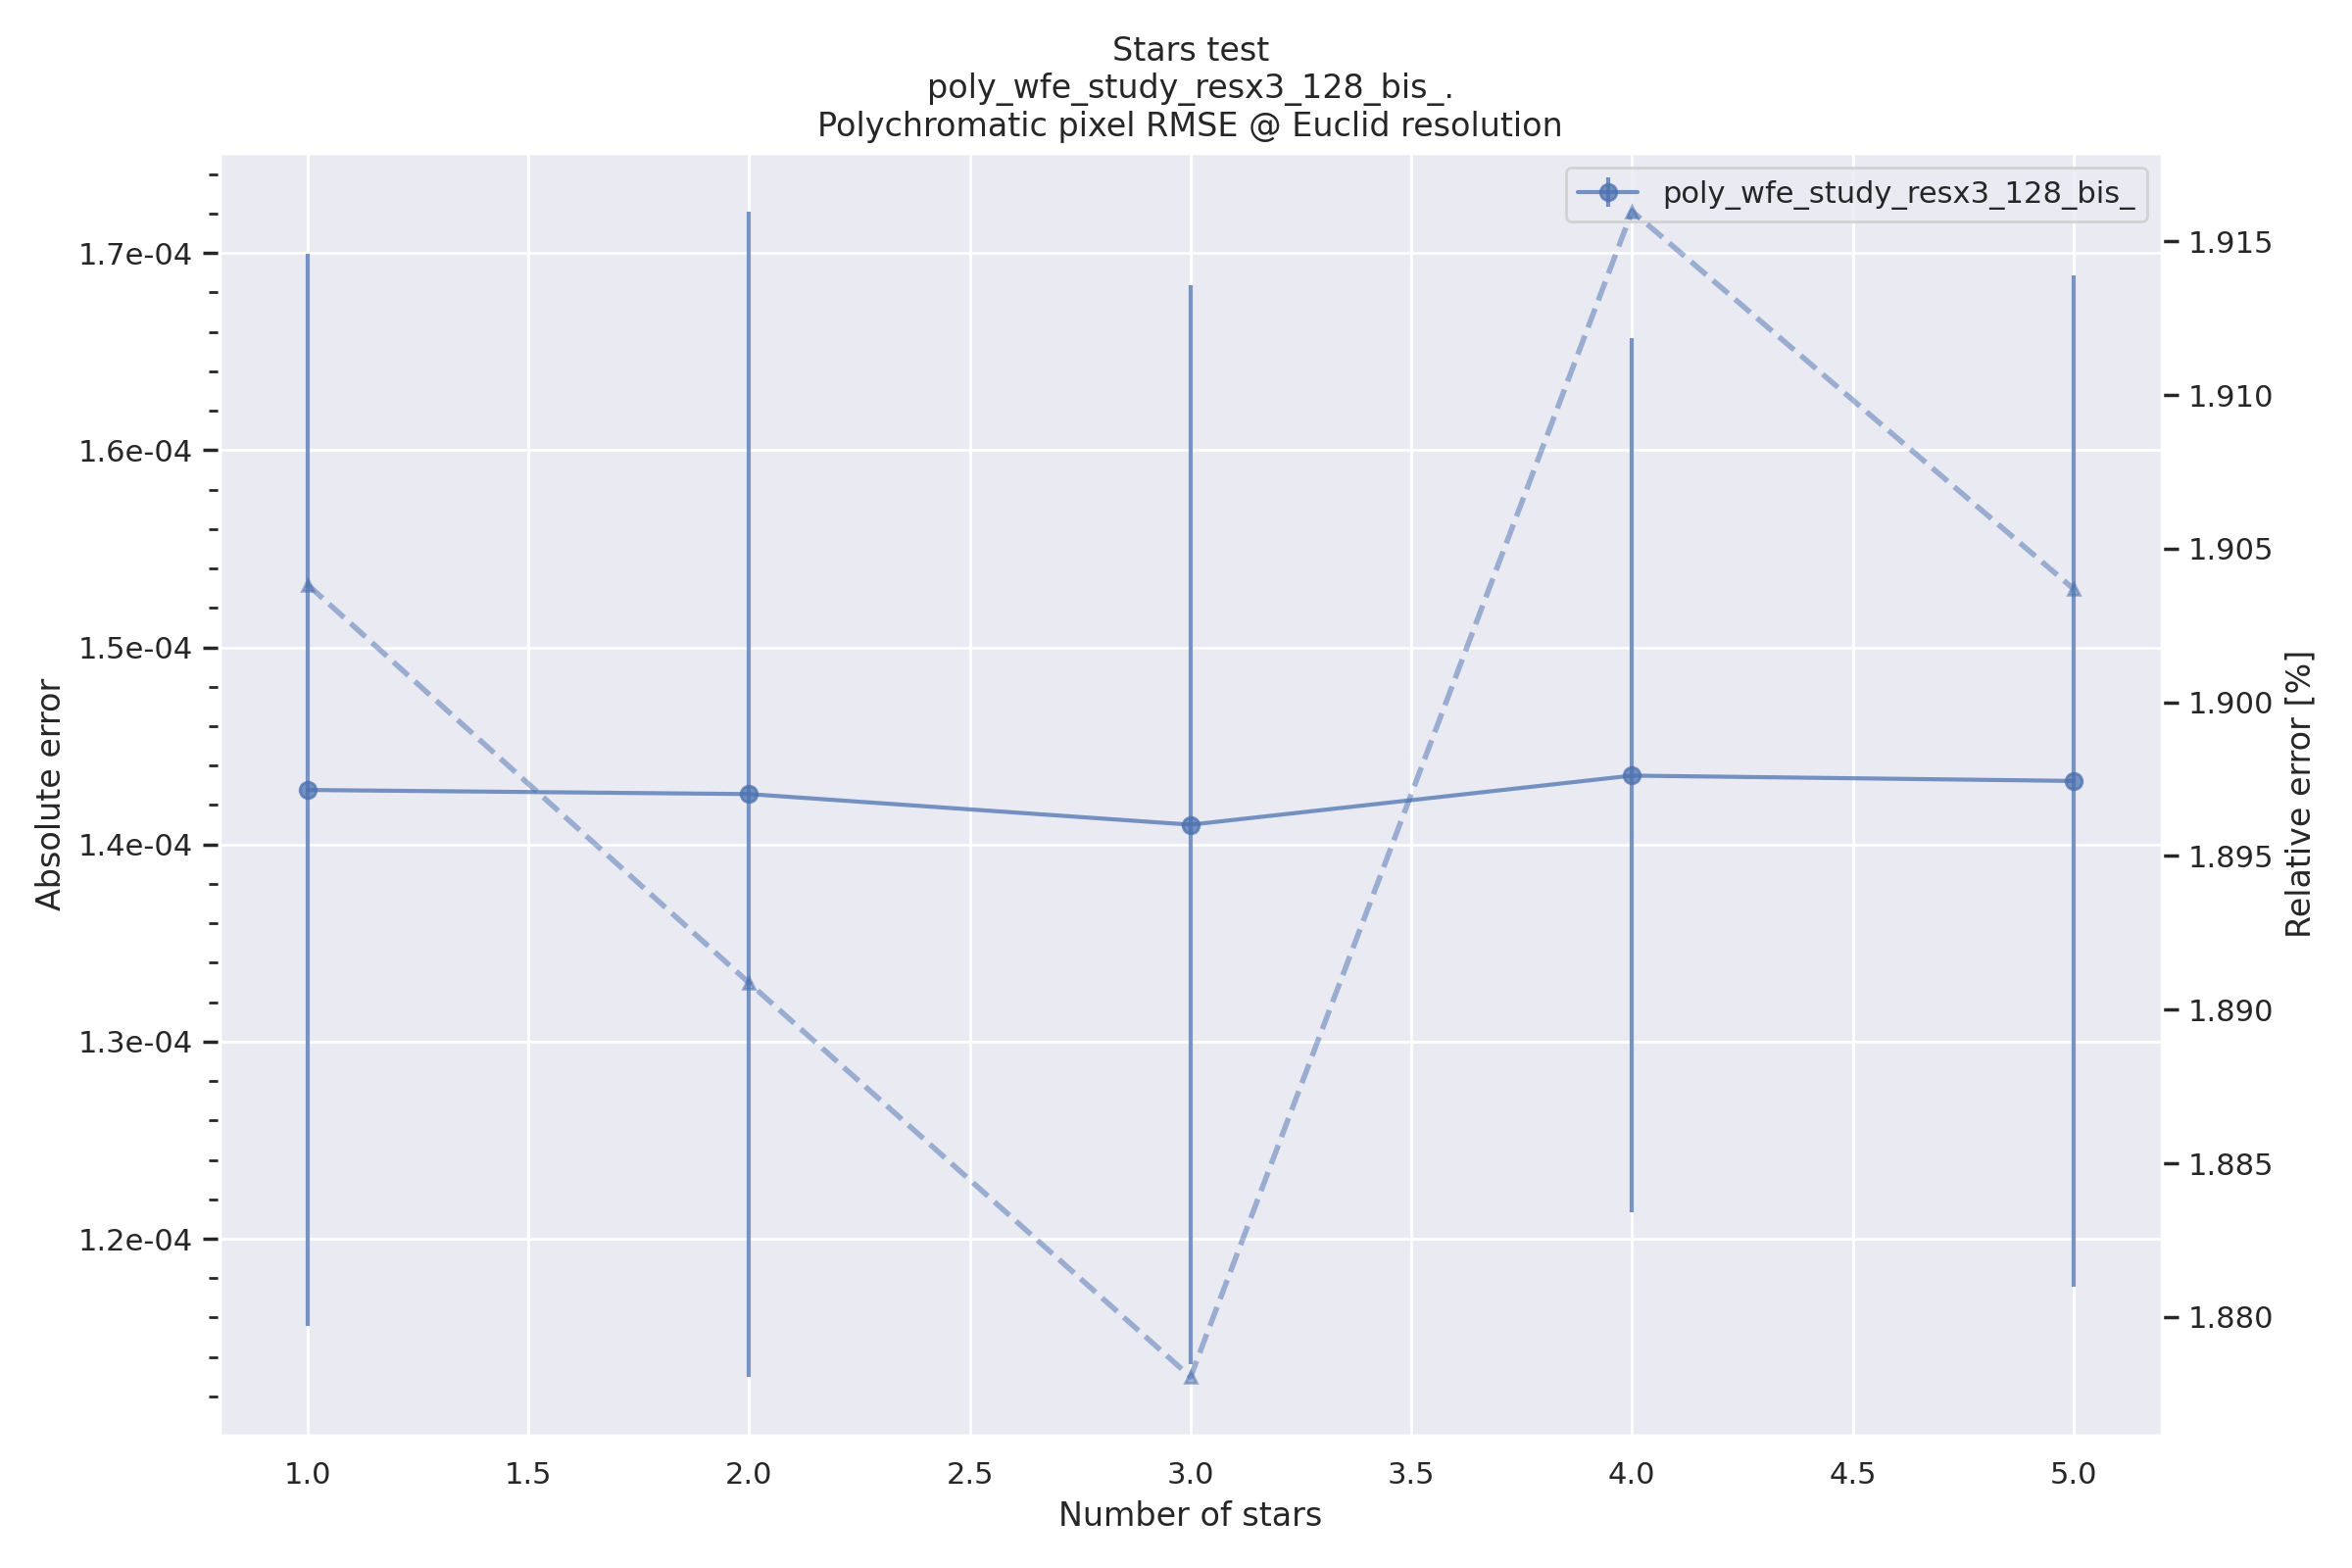 Stars test
poly_wfe_study_resx3_128_bis_.
Polychromatic pixel RMSE @ Euclid resolution
poly_wfe_study_resx3_128_bis_
1.7e-04
1.6e-04
1.5e-04
1.4e-04
1.3e-04
1.2e-04
Absolute error
1.915
1.910
1.905
1.900
1.895
1.890
1.885
1.880
Relative error [%]
1.0 1.5 2.0 2.5 3.0 3.5 4.0 4.5 5.0
Number of stars